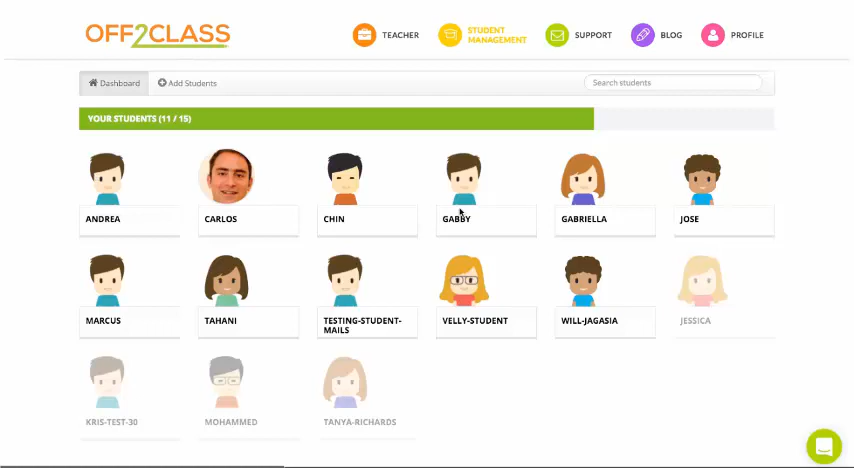 OFF2CLASS
TEACHER
STUDENT
MANAGEMENT
SUPPORT
BLOG
PROFILE
Dashboard
Add Students
Search students
YOUR STUDENTS (11 / 15)
ANDREA
CARLOS
CHIN
GABBY
GABRIELLA
JOSE
MARCUS
TAHANI
TESTING-STUDENT-
MAILS
VELLY-STUDENT
WILL-JAGASIA
JESSICA
KRIS-TEST-30
MOHAMMED
TANYA-RICHARDS